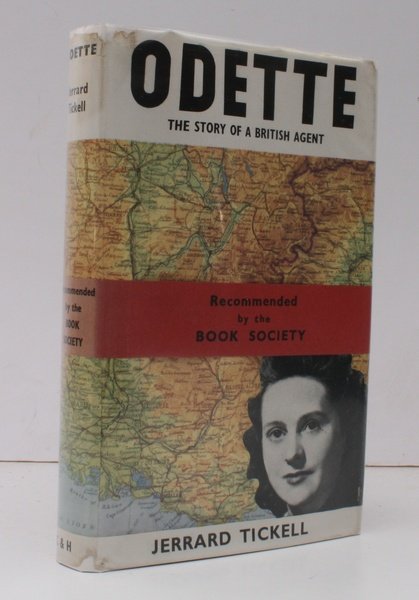 ODETTE
Jerrard
Tickell
Recommended
by the
BOOK
SOCIETY
& H
ODETTE
THE STORY OF A BRITISH AGENT
Recommended
by the
BOOK SOCIETY
JERRARD TICKELL